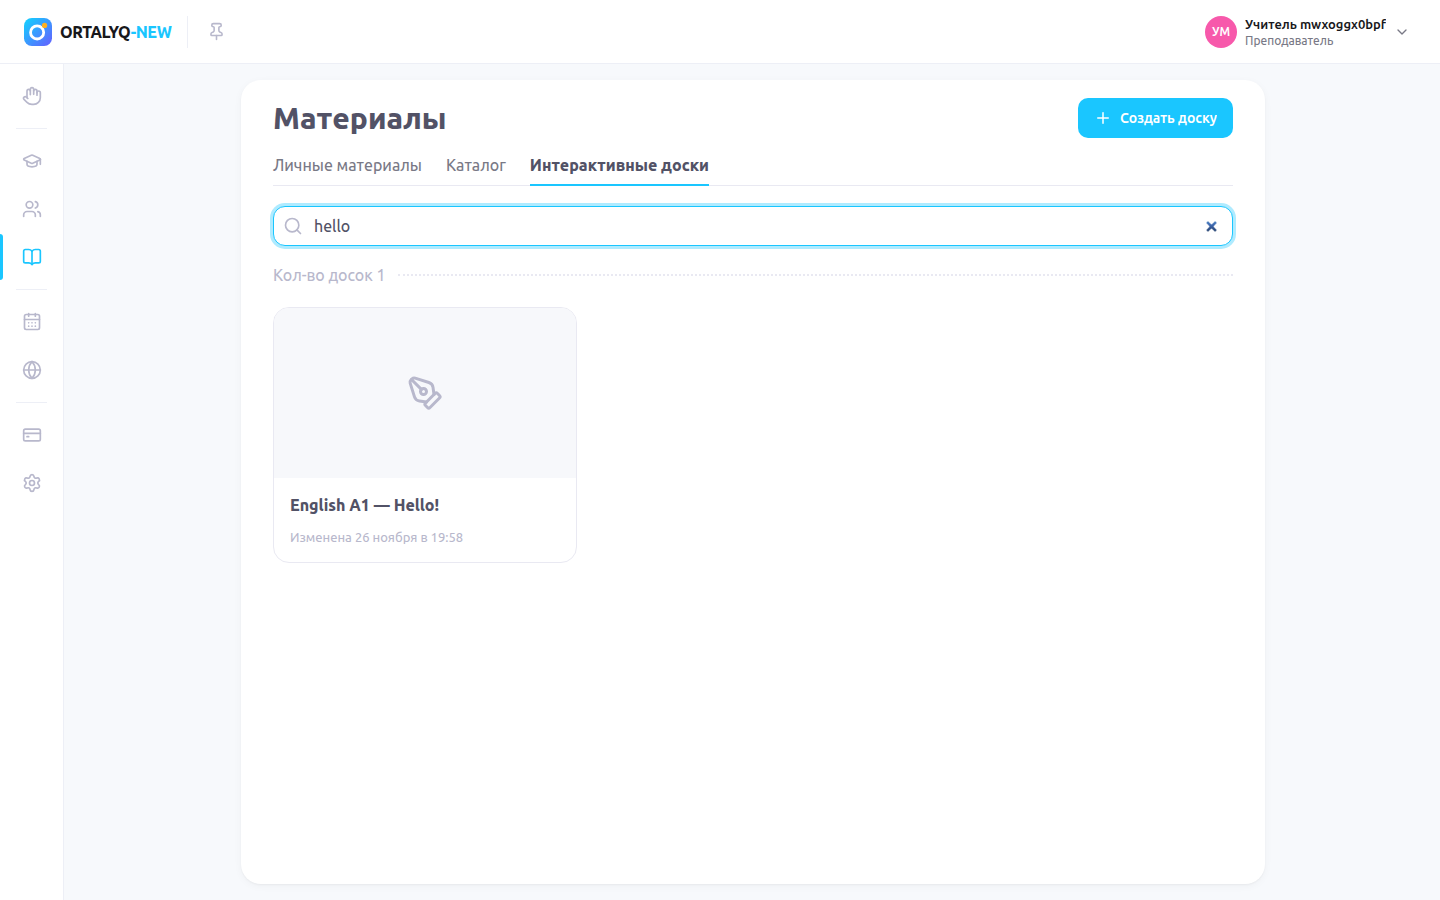 ORTALYQ-NEW
Учитель mwxoggx0bpf
УМ
Преподаватель
Материалы
Создать доску
Личные материалы
Каталог
Интерактивные доски
hello
Кол-во досок 1
English A1 — Hello!
Изменена 26 ноября в 19:58